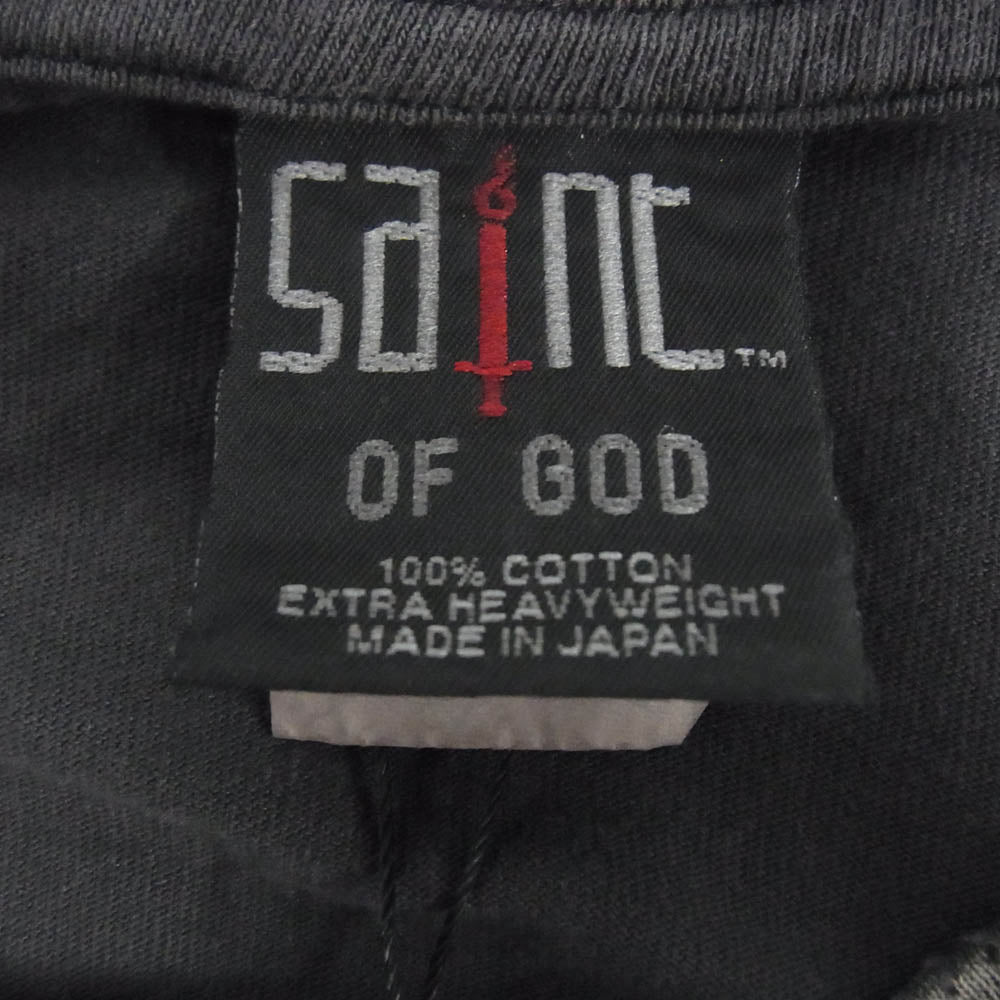 saint™
OF GOD
100% COTTON
EXTRA HEAVYWEIGHT
MADE IN JAPAN